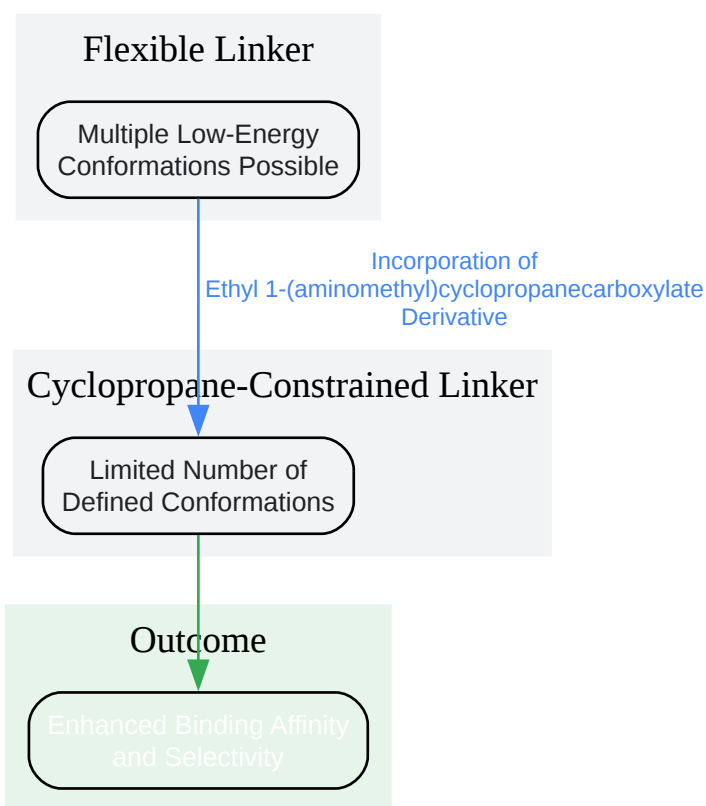 Flexible Linker
Multiple Low-Energy
Conformations Possible
Incorporation of
Ethyl 1-(aminomethyl)cyclopropanecarboxylate
Derivative
Cyclopropane-Constrained Linker
Limited Number of
Defined Conformations
Outcome
Enhanced Binding Affinity
and Selectivity